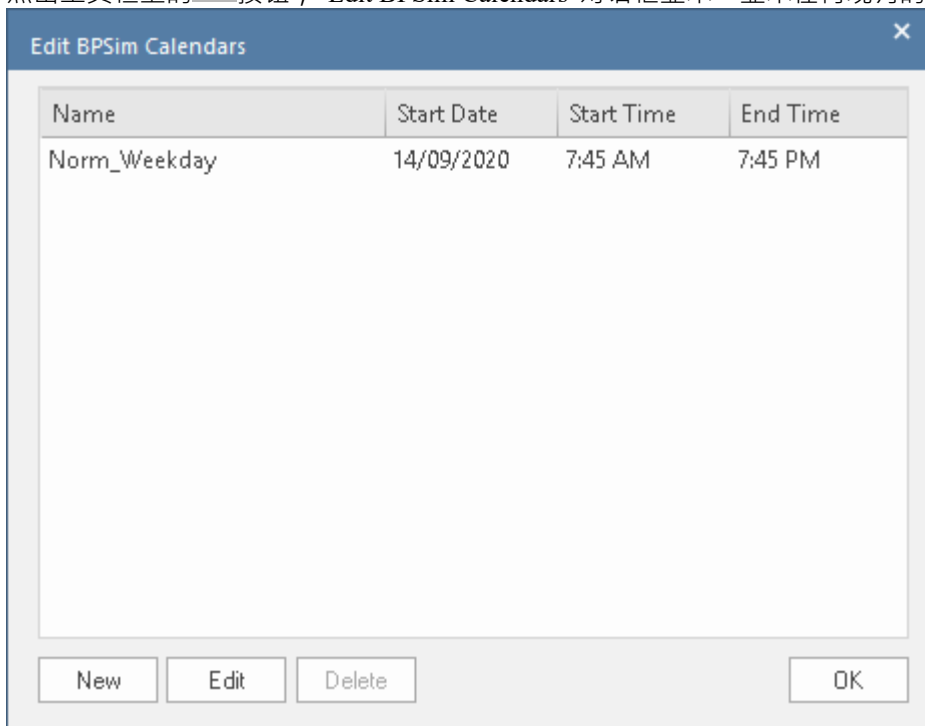 Edit BPSim Calendars
Name Start Date Start Time End Time
Norm_Weekday 14/09/2020 7:45 AM 7:45 PM
New Edit Delete OK